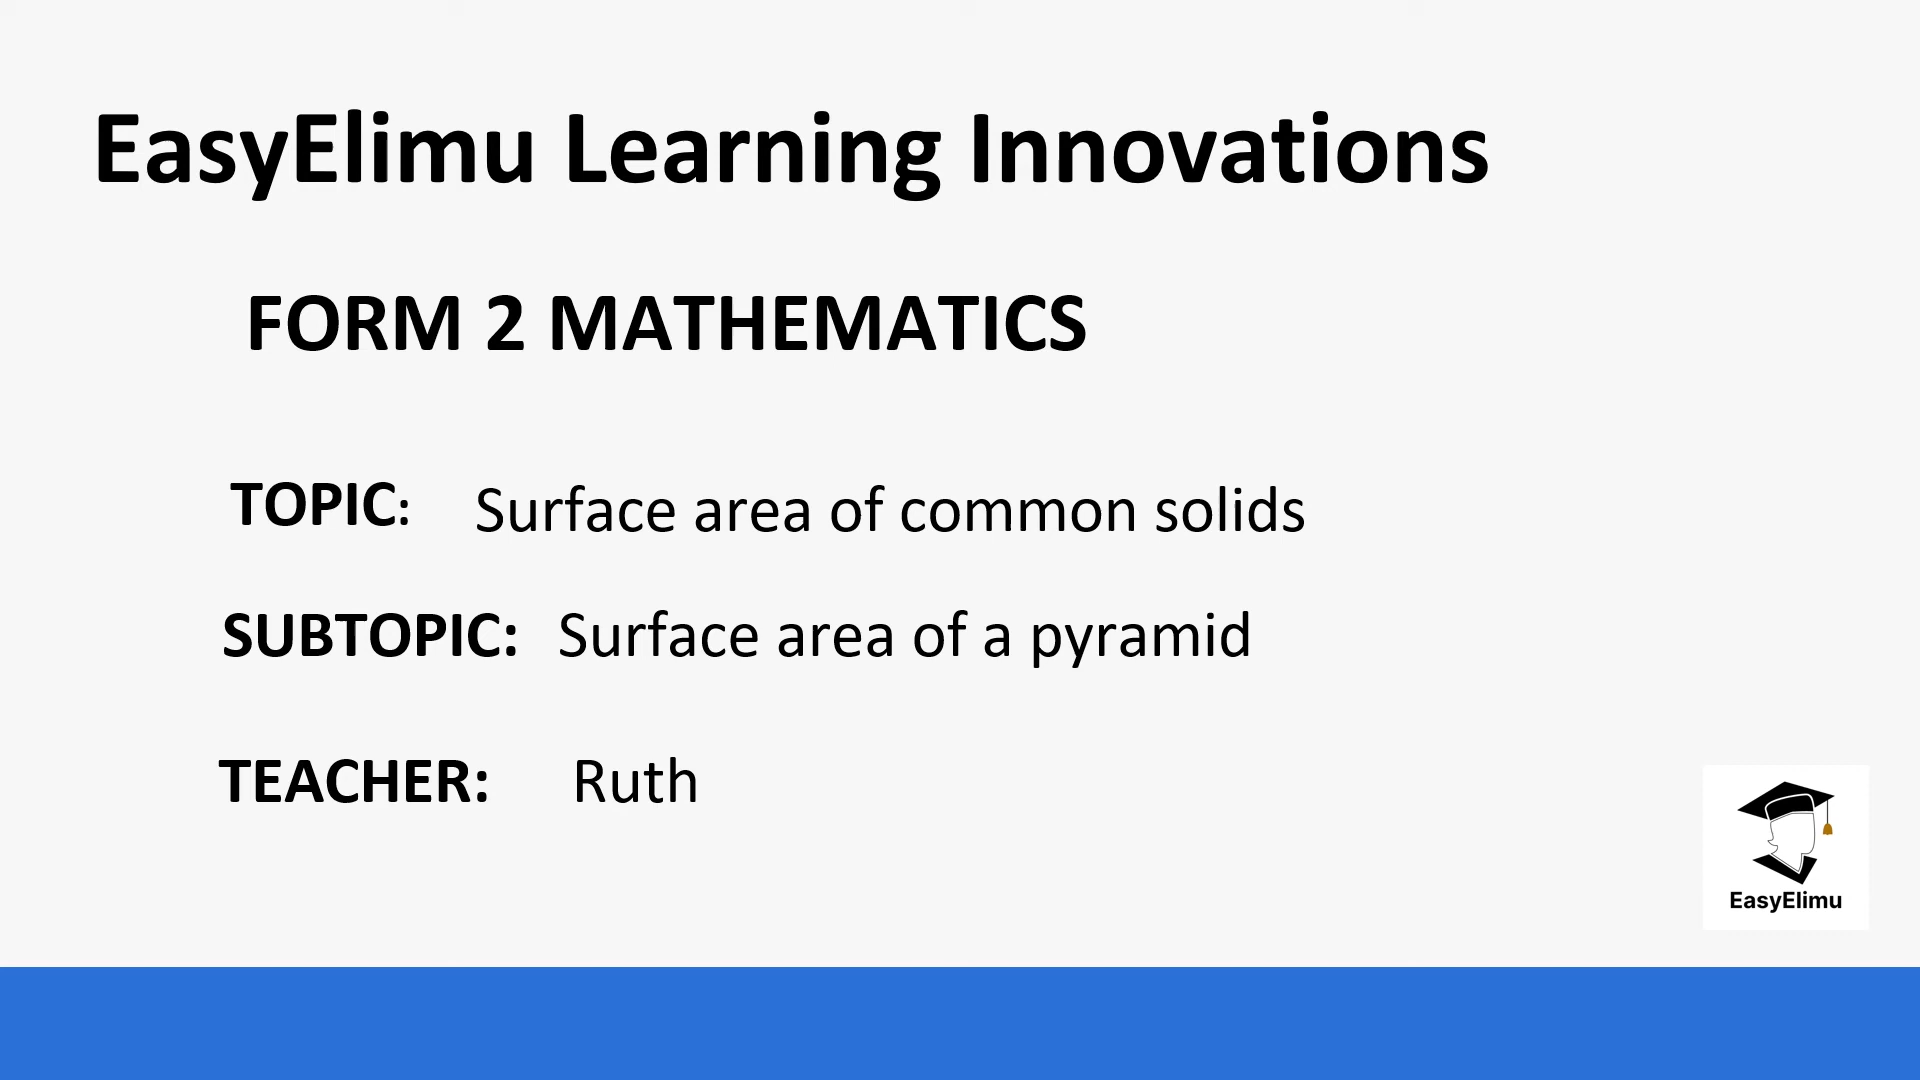 EasyElimu Learning Innovations
FORM 2 MATHEMATICS
TOPIC: Surface area of common solids
SUBTOPIC: Surface area of a pyramid
TEACHER: Ruth
EasyElimu